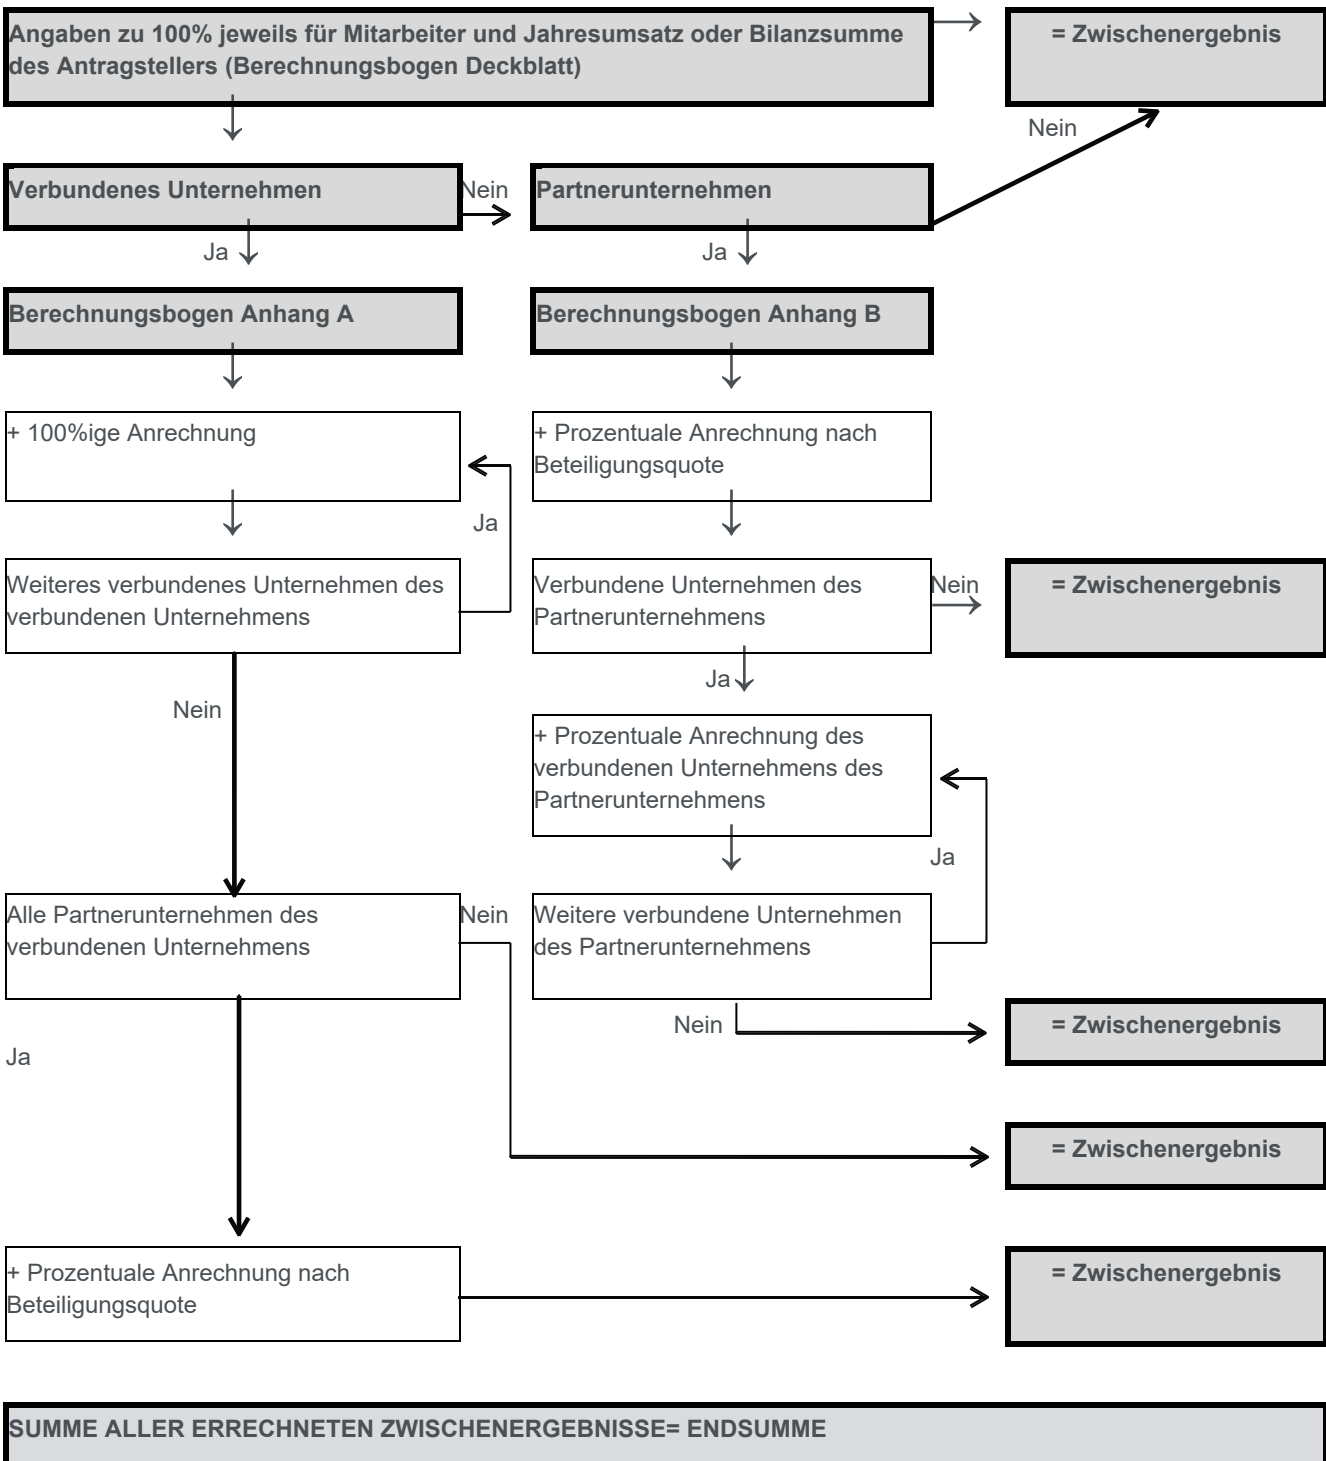 Angaben zu 100% jeweils für Mitarbeiter und Jahresumsatz oder Bilanzsumme
des Antragstellers (Berechnungsbogen Deckblatt)
= Zwischenergebnis
Nein
Verbundenes Unternehmen
Nein
Partnerunternehmen
Ja
Ja
Berechnungsbogen Anhang A
Berechnungsbogen Anhang B
+ 100%ige Anrechnung
+ Prozentuale Anrechnung nach
Beteiligungsquote
Ja
Weiteres verbundenes Unternehmen des
verbundenen Unternehmens
Verbundene Unternehmen des
Partnerunternehmens
Nein
= Zwischenergebnis
Ja
Nein
+ Prozentuale Anrechnung des
verbundenen Unternehmens des
Partnerunternehmens
Ja
Alle Partnerunternehmen des
verbundenen Unternehmens
Nein
Weitere verbundene Unternehmen
des Partnerunternehmens
Nein
= Zwischenergebnis
Ja
= Zwischenergebnis
+ Prozentuale Anrechnung nach
Beteiligungsquote
= Zwischenergebnis
SUMME ALLER ERRECHNETEN ZWISCHENERGEBNISSE= ENDSUMME